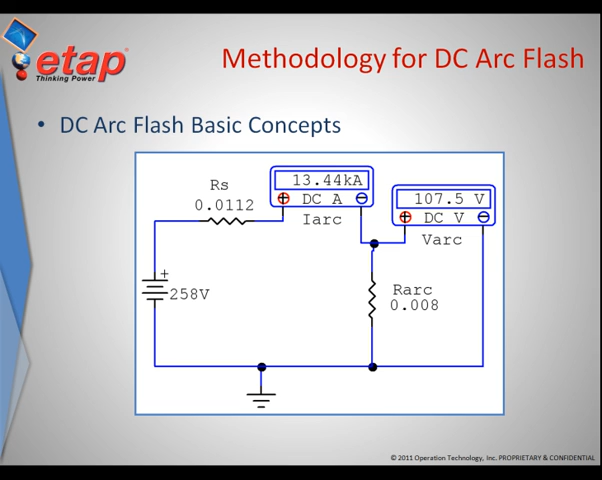 etap®
Thinking Power™
Methodology for DC Arc Flash
• DC Arc Flash Basic Concepts
Rs
0.0112
13.44kA
+ DC A −
Iarc
107.5 V
+ DC V −
Varc
+
258V
Rarc
0.008
© 2011 Operation Technology, Inc. PROPRIETARY & CONFIDENTIAL